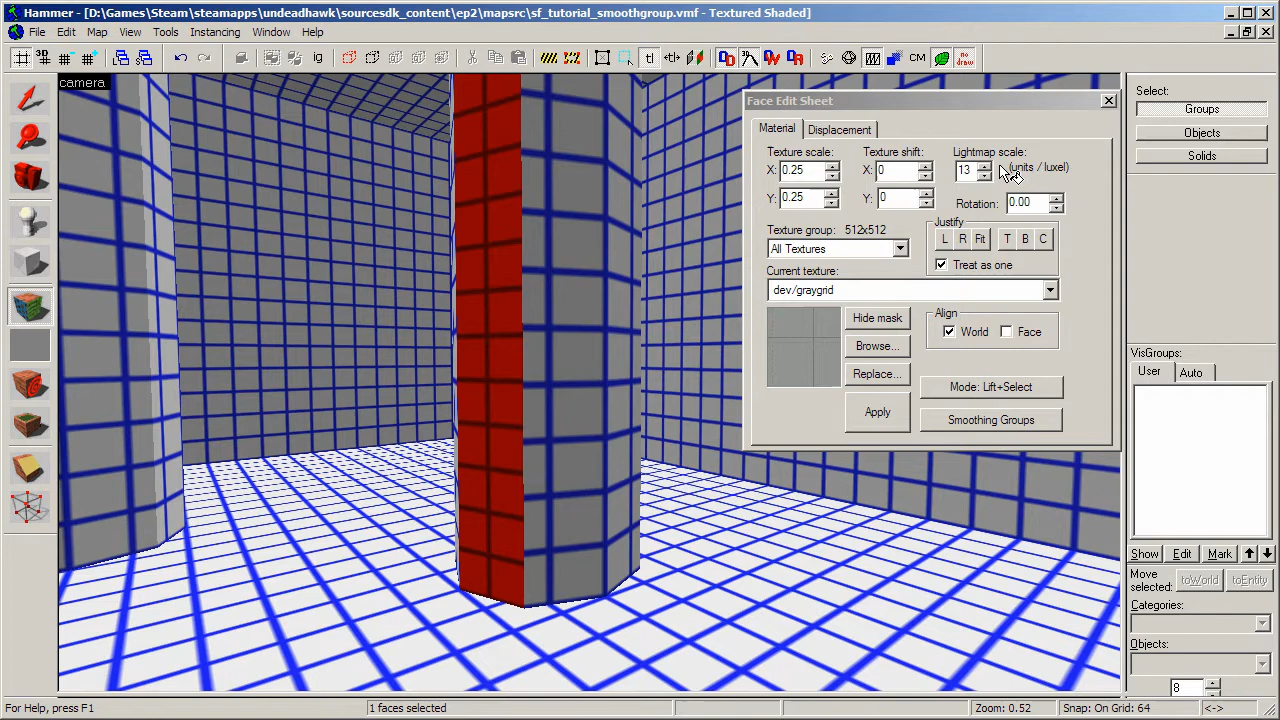 Hammer - [D:\Games\Steam\steamapps\undeadhawk\sourcesdk_content\ep2\mapsrc\sf_tutorial_smoothgroup.vmf - Textured Shaded]
File Edit Map View Tools Instancing Window Help
3D
ig
tl
CM
camera
Face Edit Sheet
Material Displacement
Texture scale: Texture shift: Lightmap scale:
X: 0.25 X: 0 13 (units / luxel)
Y: 0.25 Y: 0 Rotation: 0.00
Justify
Texture group: 512x512
L R Fit T B C
All Textures
Treat as one
Current texture:
dev/graygrid
Hide mask
Align
World Face
Browse...
Replace...
Mode: Lift+Select
Apply
Smoothing Groups
Select:
Groups
Objects
Solids
VisGroups:
User Auto
Show Edit Mark
Move selected: toWorld toEntity
Categories:
Objects:
8
For Help, press F1
1 faces selected
Zoom: 0.52
Snap: On Grid: 64
<->